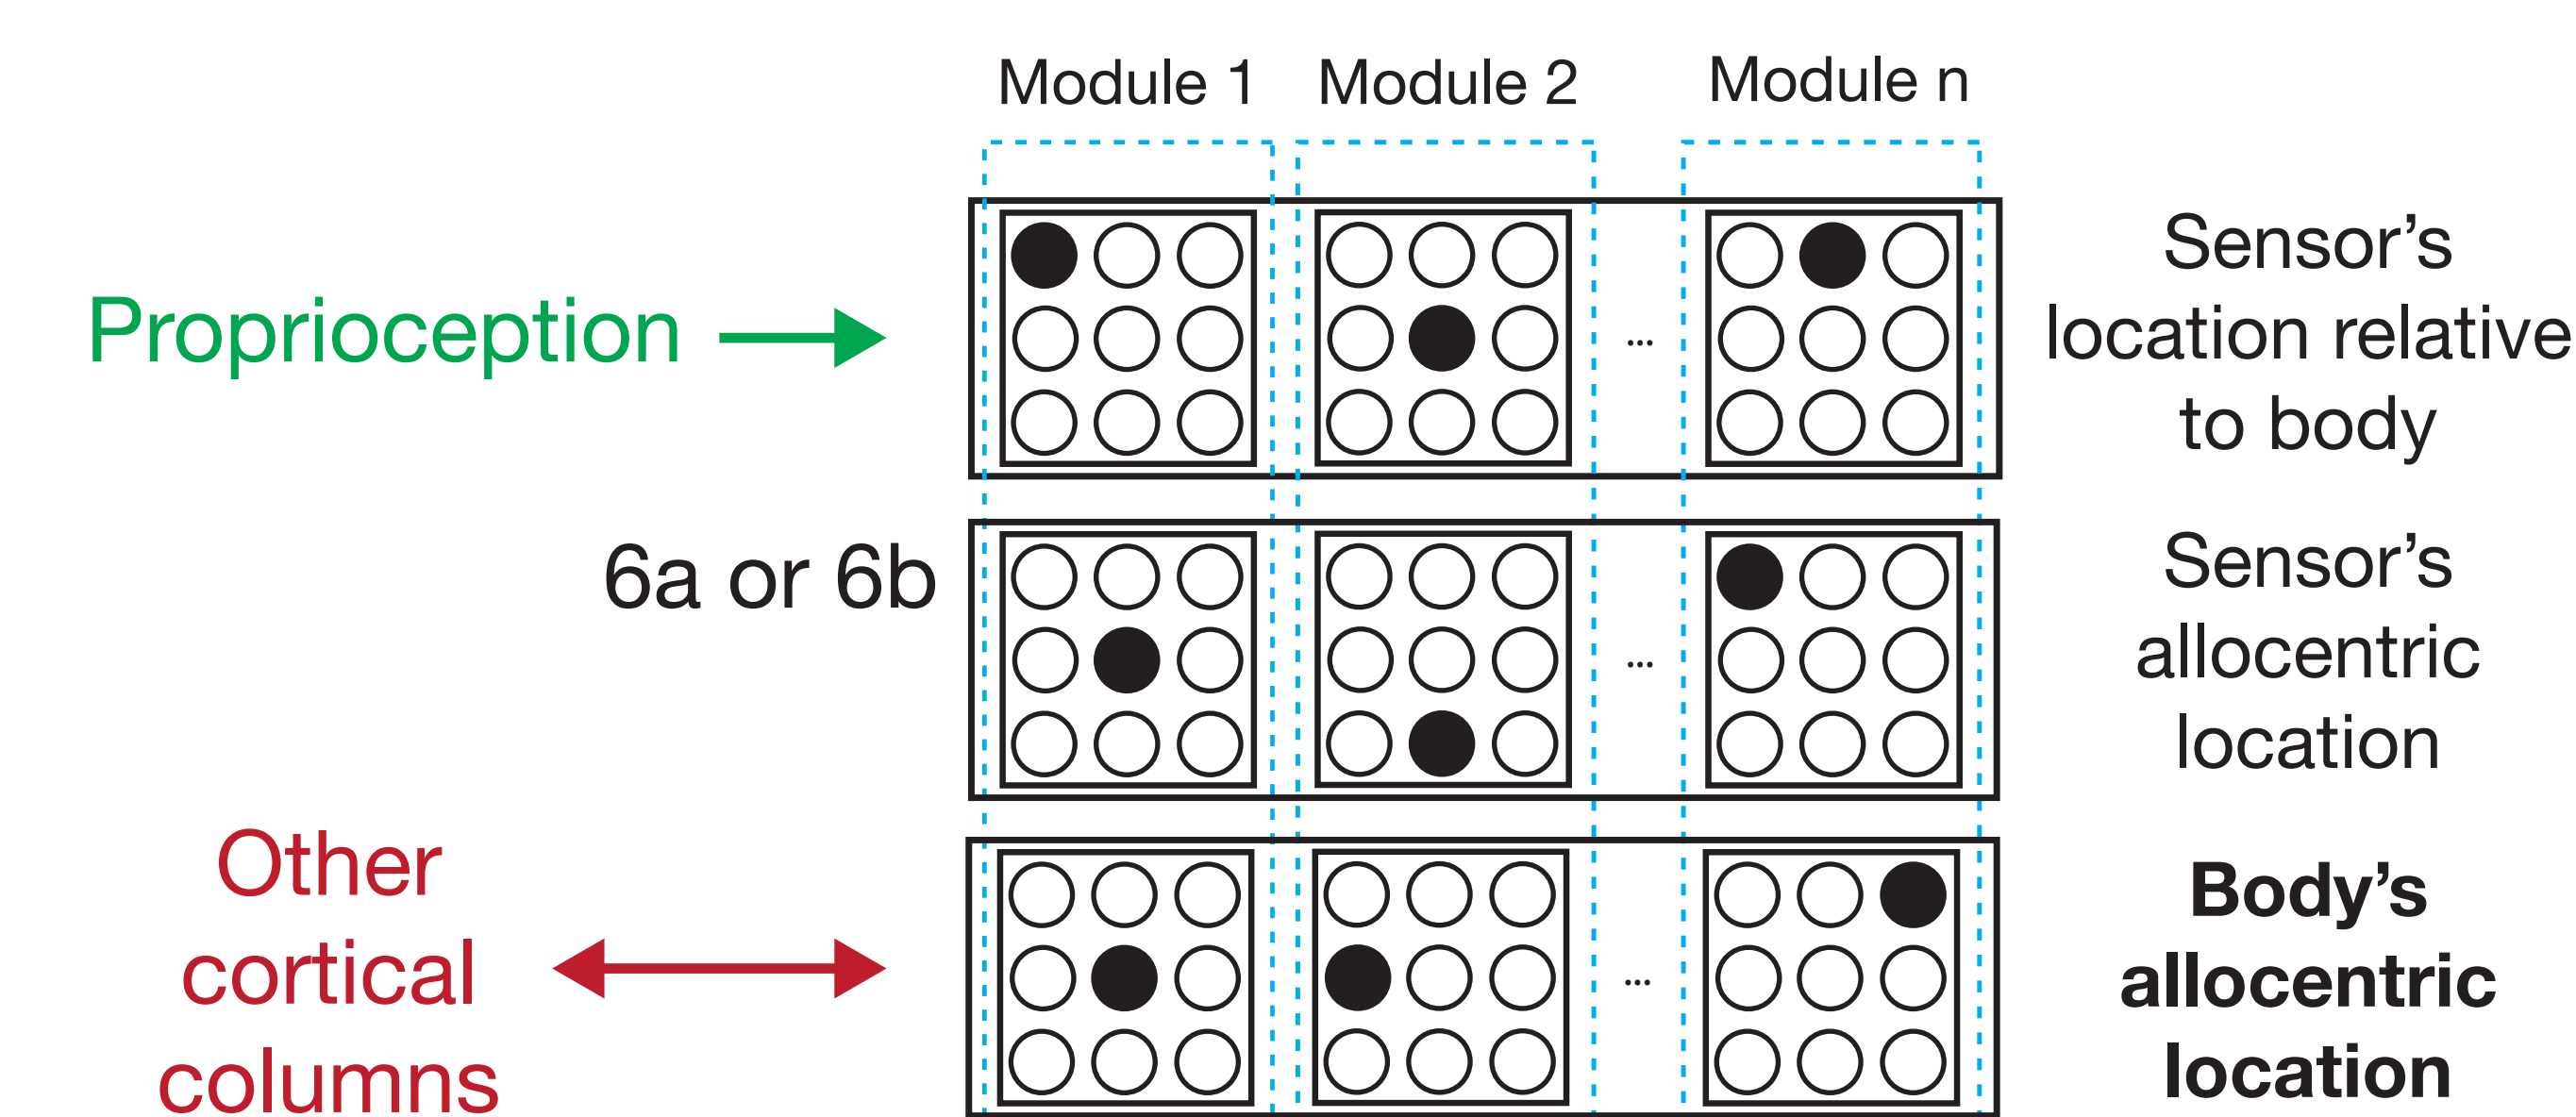 Module 1 Module 2 Module n
Proprioception
...
Sensor’s
location relative
to body
6a or 6b
...
Sensor’s
allocentric
location
Other
cortical
columns
...
Body’s
allocentric
location